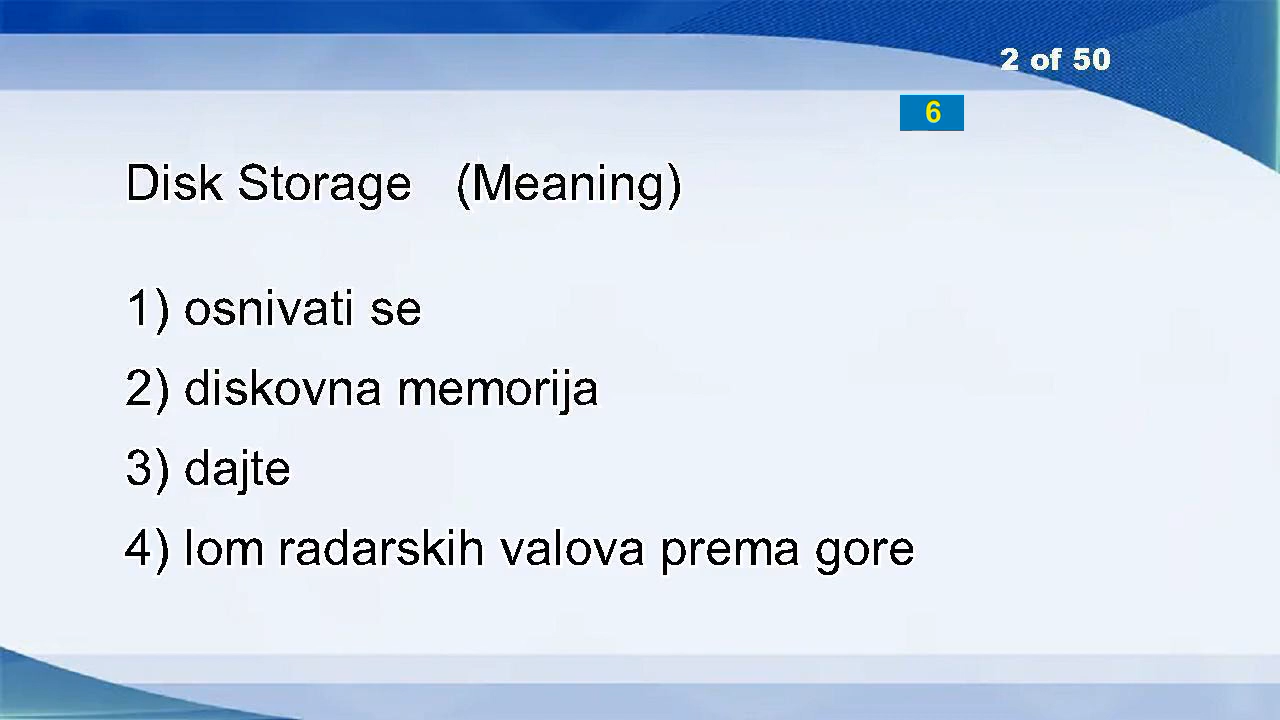 2 of 50
6
Disk Storage (Meaning)
1) osnivati se
2) diskovna memorija
3) dajte
4) lom radarskih valova prema gore